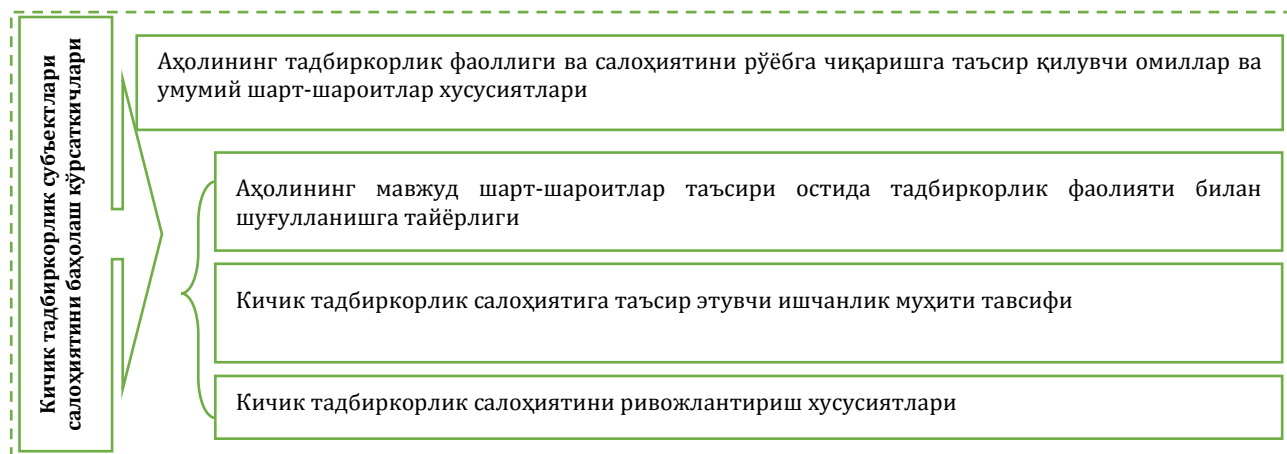 Кичик тадбиркорлик субъектлари
салоҳиятини баҳолаш кўрсаткичлари
Аҳолининг тадбиркорлик фаоллиги ва салоҳиятини рўёбга чиқаришга таъсир қилувчи омиллар ва
умумий шарт-шароитлар хусусиятлари
Аҳолининг мавжуд шарт-шароитлар таъсири остида тадбиркорлик фаолияти билан
шуғулланишга тайёрлиги
Кичик тадбиркорлик салоҳиятига таъсир этувчи ишчанлик муҳити тавсифи
Кичик тадбиркорлик салоҳиятини ривожлантириш хусусиятлари